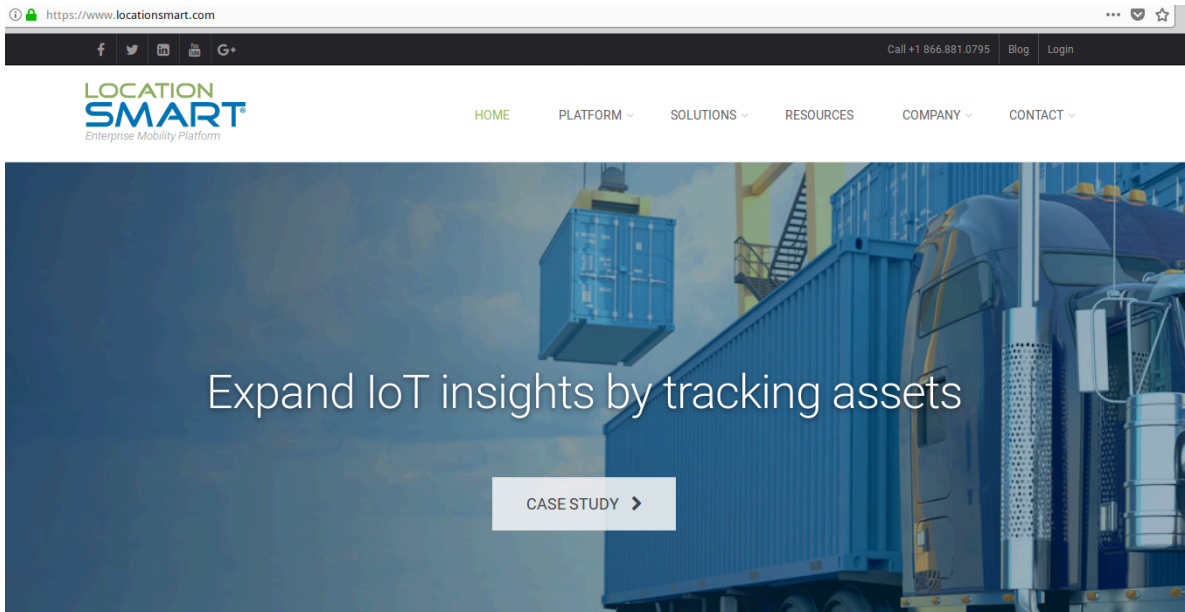 https://www.locationsmart.com
Call +1 866.881.0795 Blog Login
LOCATION
SMART®
Enterprise Mobility Platform
HOME PLATFORM SOLUTIONS RESOURCES COMPANY CONTACT
Expand IoT insights by tracking assets
CASE STUDY